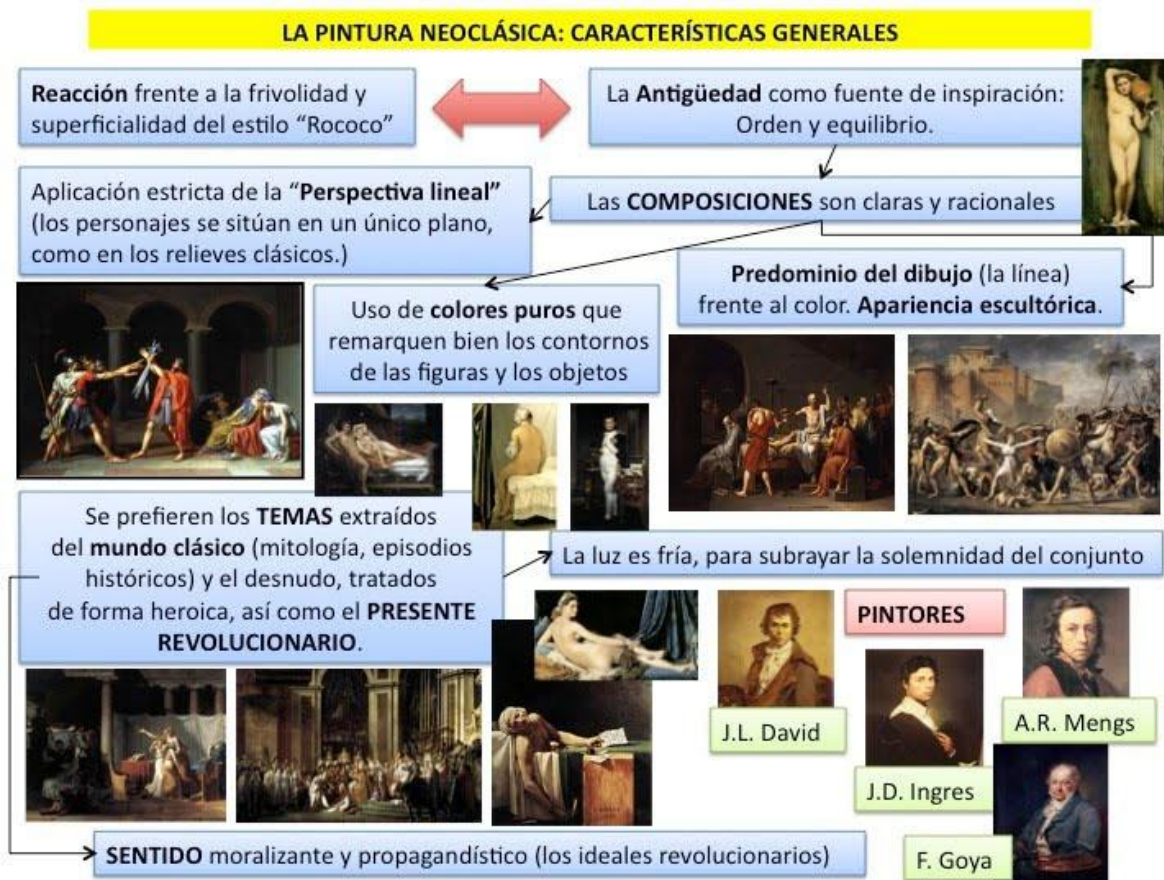 LA PINTURA NEOCLÁSICA: CARACTERÍSTICAS GENERALES
Reacción frente a la frivolidad y
superficialidad del estilo “Rococo”
La Antigüedad como fuente de inspiración:
Orden y equilibrio.
Aplicación estricta de la “Perspectiva lineal”
(los personajes se sitúan en un único plano,
como en los relieves clásicos.)
Las COMPOSICIONES son claras y racionales
Predominio del dibujo (la línea)
frente al color. Apariencia escultórica.
Uso de colores puros que
remarquen bien los contornos
de las figuras y los objetos
Se prefieren los TEMAS extraídos
del mundo clásico (mitología, episodios
históricos) y el desnudo, tratados
de forma heroica, así como el PRESENTE
REVOLUCIONARIO.
La luz es fría, para subrayar la solemnidad del conjunto
PINTORES
J.L. David
A.R. Mengs
J.D. Ingres
F. Goya
SENTIDO moralizante y propagandístico (los ideales revolucionarios)